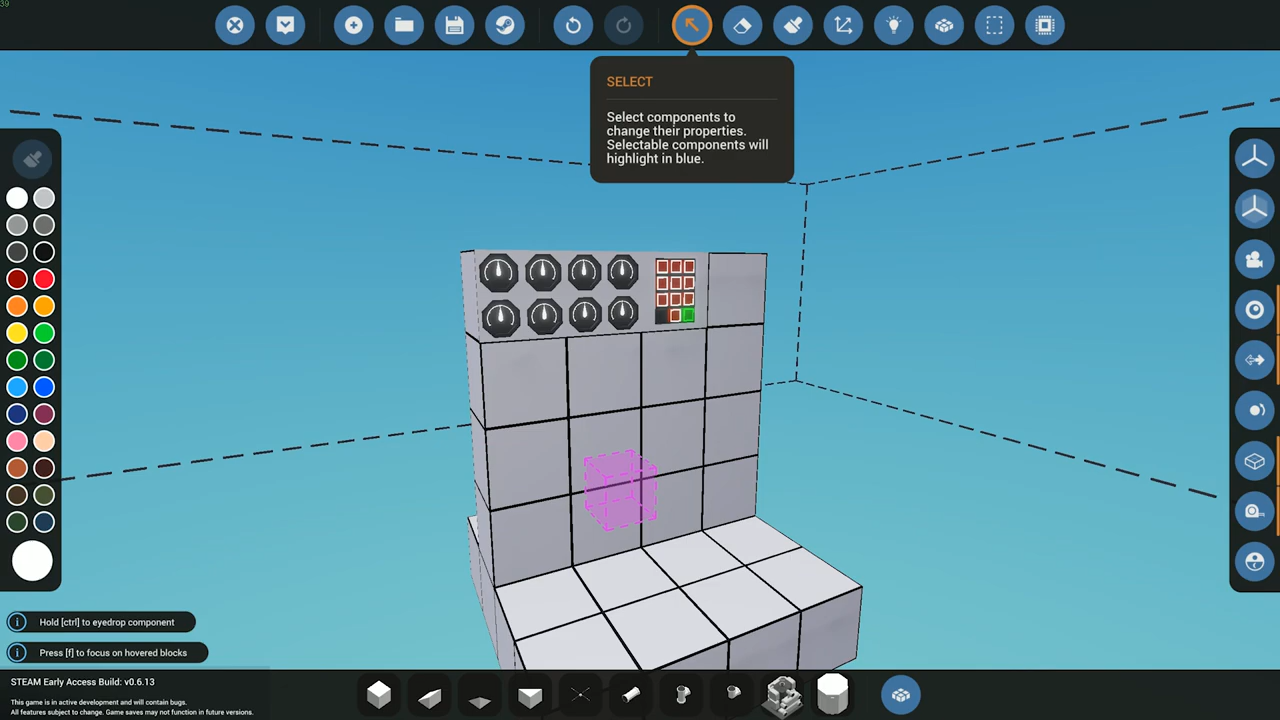 39
SELECT
Select components to
change their properties.
Selectable components will
highlight in blue.
Hold [ctrl] to eyedrop component
Press [f] to focus on hovered blocks
STEAM Early Access Build: v0.6.13
This game is in active development and will contain bugs.
All features subject to change. Game saves may not function in future versions.